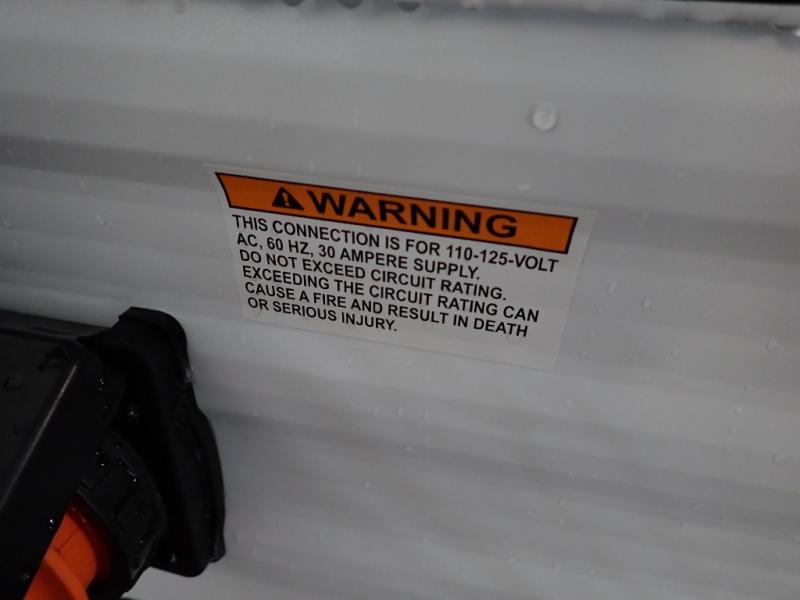 WARNING
THIS CONNECTION IS FOR 110-125-VOLT
AC, 60 HZ, 30 AMPERE SUPPLY.
DO NOT EXCEED CIRCUIT RATING.
EXCEEDING THE CIRCUIT RATING CAN
CAUSE A FIRE AND RESULT IN DEATH
OR SERIOUS INJURY.